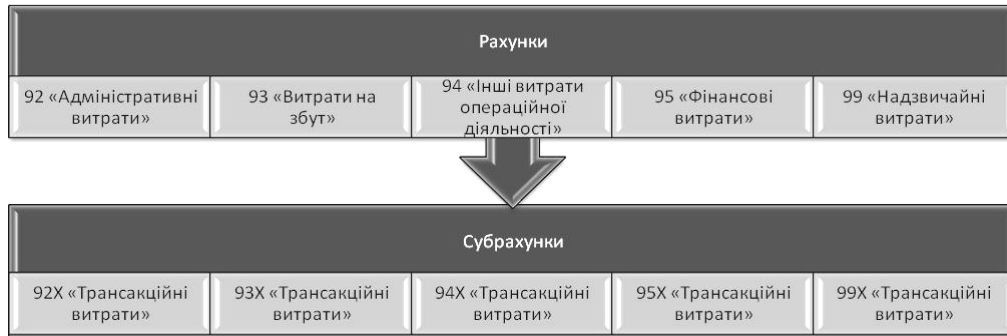 Рахунки
92 «Адміністративні
витрати»
93 «Витрати на
збут»
94 «Інші витрати
операційної
діяльності»
95 «Фінансові
витрати»
99 «Надзвичайні
витрати»
Субрахунки
92Х «Трансакційні
витрати»
93Х «Трансакційні
витрати»
94Х «Трансакційні
витрати»
95Х «Трансакційні
витрати»
99Х «Трансакційні
витрати»